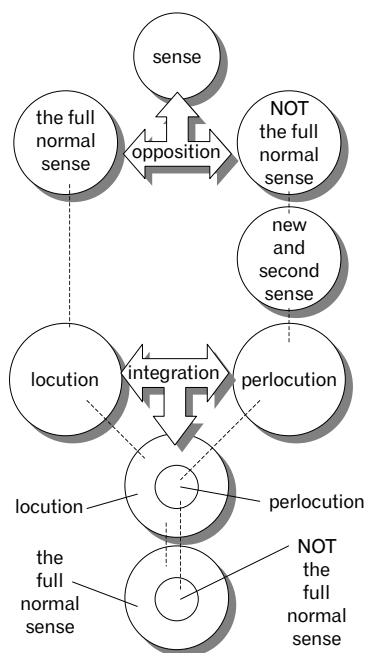 sense
the full
normal
sense
opposition
NOT
the full
normal
sense
new
and
second
sense
locution
integration
perlocution
locution
perlocution
the
full
normal
sense
NOT
the
full
normal
sense